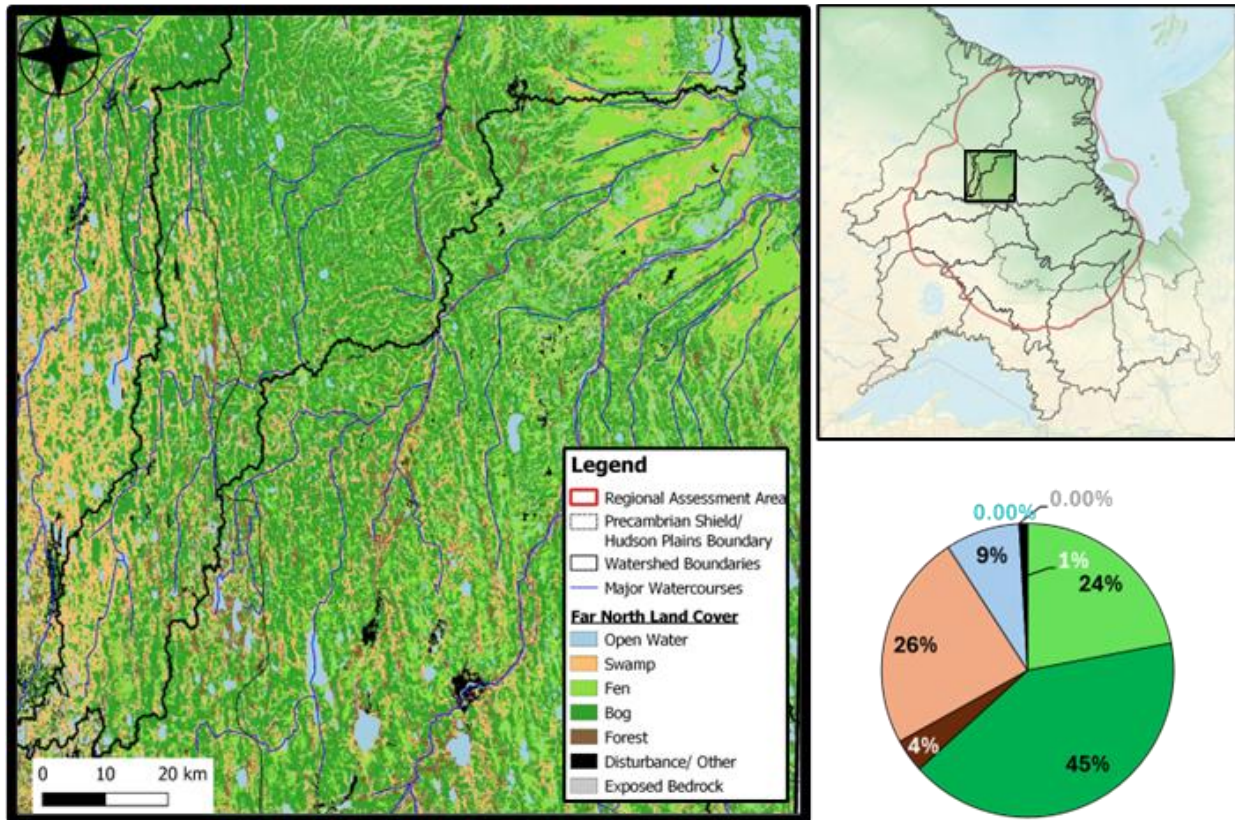 Legend
Regional Assessment Area
Precambrian Shield/
Hudson Plains Boundary
Watershed Boundaries
Major Watercourses
Far North Land Cover
Open Water
Swamp
Fen
Bog
Forest
Disturbance/ Other
Exposed Bedrock
0 10 20 km
0.00%
0.00%
9%
1%
24%
26%
4%
45%